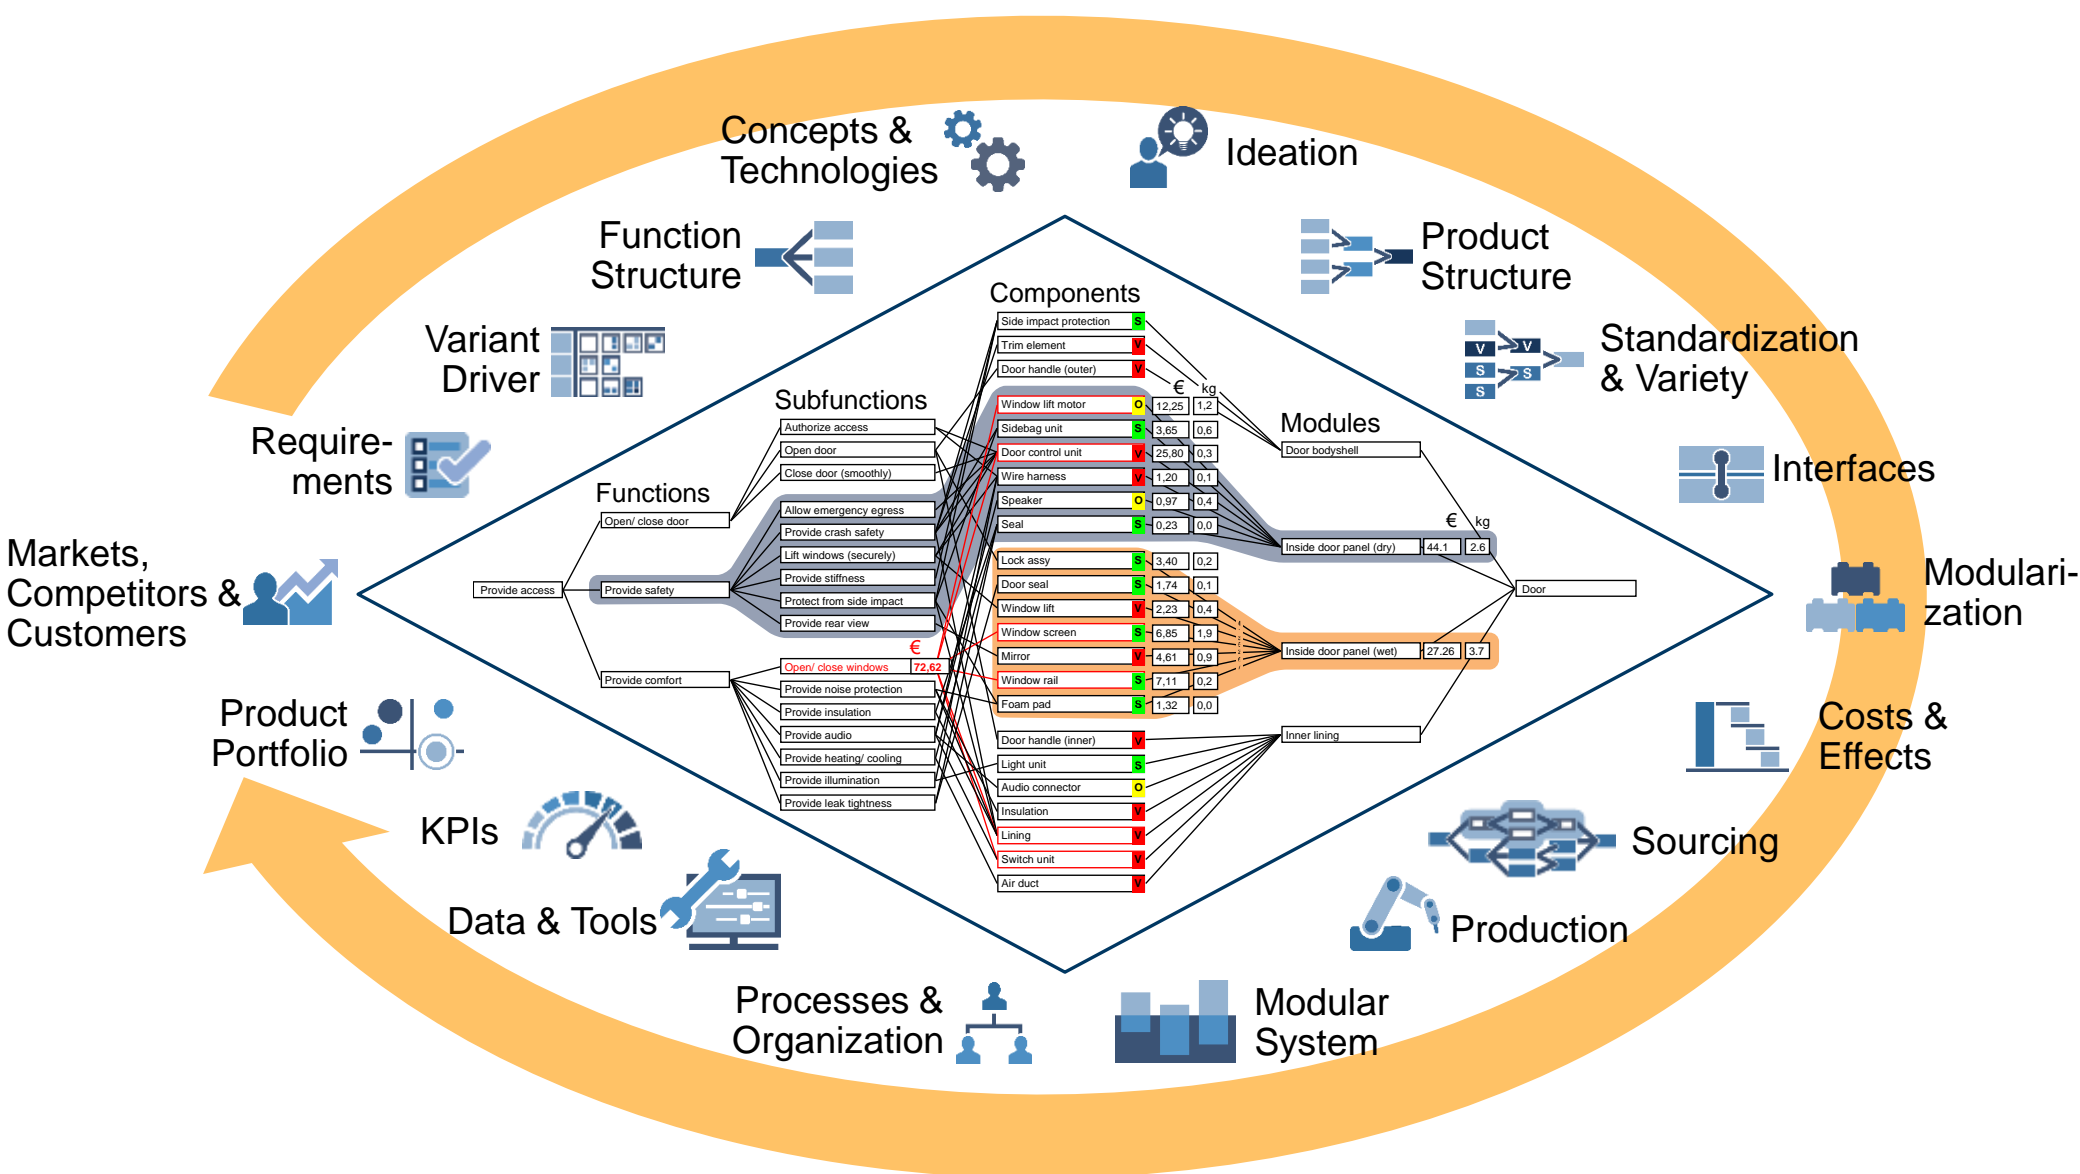 Concepts &
Technologies
Ideation
Function
Structure
Product
Structure
Variant
Driver
Standardization
& Variety
V
V
S
S
S
Require-
ments
Interfaces
Markets,
Competitors &
Customers
Modulari-
zation
Product
Portfolio
Costs &
Effects
KPIs
Sourcing
Data & Tools
Production
Processes &
Organization
Modular
System
Provide access
Functions
Open/ close door
Provide safety
Provide comfort
Subfunctions
Authorize access
Open door
Close door (smoothly)
Allow emergency egress
Provide crash safety
Lift windows (securely)
Provide stiffness
Protect from side impact
Provide rear view
€
Open/ close windows 72,62
Provide noise protection
Provide insulation
Provide audio
Provide heating/ cooling
Provide illumination
Provide leak tightness
Components
Side impact protection S
Trim element V
Door handle (outer) V
€ kg
Window lift motor O 12,25 1,2
Sidebag unit S 3,65 0,6
Door control unit V 25,80 0,3
Wire harness V 1,20 0,1
Speaker O 0,97 0,4
Seal S 0,23 0,0
Lock assy S 3,40 0,2
Door seal S 1,74 0,1
Window lift V 2,23 0,4
Window screen S 6,85 1,9
Mirror V 4,61 0,9
Window rail S 7,11 0,2
Foam pad S 1,32 0,0
Door handle (inner) V
Light unit S
Audio connector O
Insulation V
Lining V
Switch unit V
Air duct V
Modules
Door bodyshell
€ kg
Inside door panel (dry) 44.1 2.6
Inside door panel (wet) 27.26 3.7
Inner lining
Door